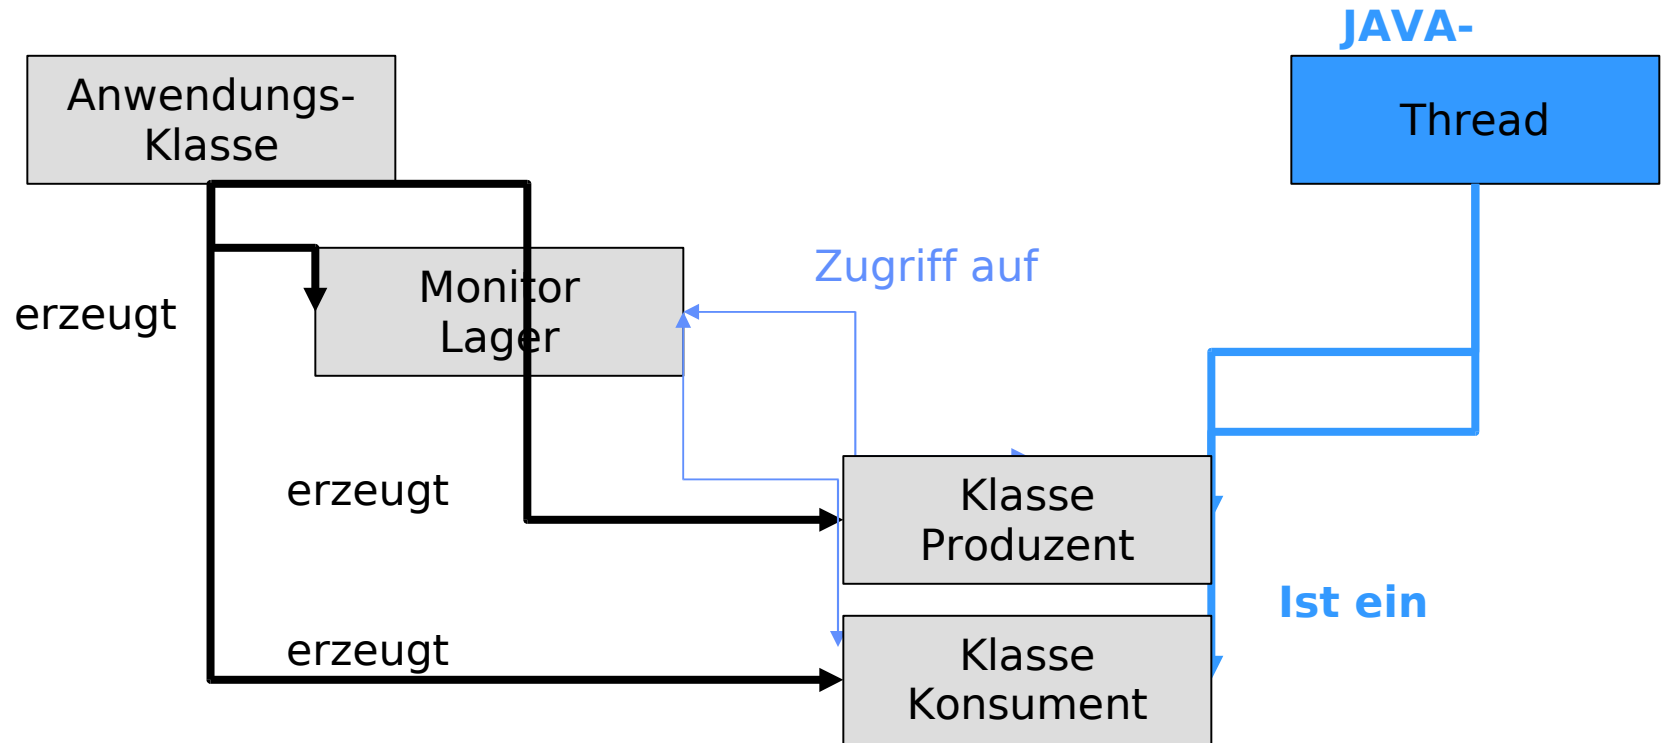 JAVA-
Anwendungs-
Klasse
Thread
Zugriff auf
Monitor
Lager
erzeugt
erzeugt
Klasse
Produzent
Ist ein
erzeugt
Klasse
Konsument